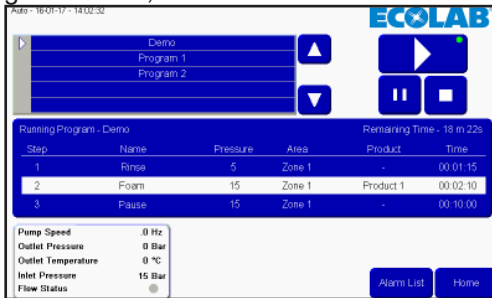 Auto - 16-01-17 - 14:02:32
ECOLAB
Demo
Program 1
Program 2
Running Program - Demo Remaining Time - 18 m 22s
Step Name Pressure Area Product Time
1 Rinse 5 Zone 1 - 00:01:15
2 Foam 15 Zone 1 Product 1 00:02:10
3 Pause 15 Zone 1 - 00:10:00
Pump Speed .0 Hz
Outlet Pressure 0 Bar
Outlet Temperature 0 °C
Inlet Pressure 15 Bar
Flow Status
Alarm List Home